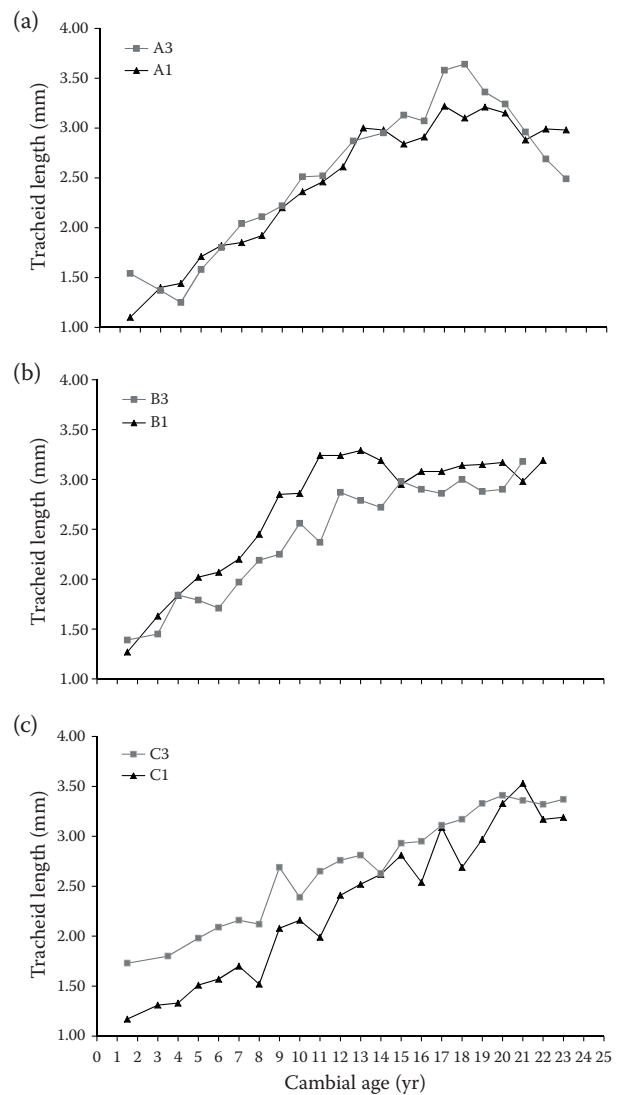 (a)
4.00
3.50
3.00
2.50
2.00
1.50
1.00
Tracheid length (mm)
A3
A1
(b)
4.00
3.50
3.00
2.50
2.00
1.50
1.00
Tracheid length (mm)
B3
B1
(c)
4.00
3.50
3.00
2.50
2.00
1.50
1.00
Tracheid length (mm)
C3
C1
0 1 2 3 4 5 6 7 8 9 10 11 12 13 14 15 16 17 18 19 20 21 22 23 24 25
Cambial age (yr)